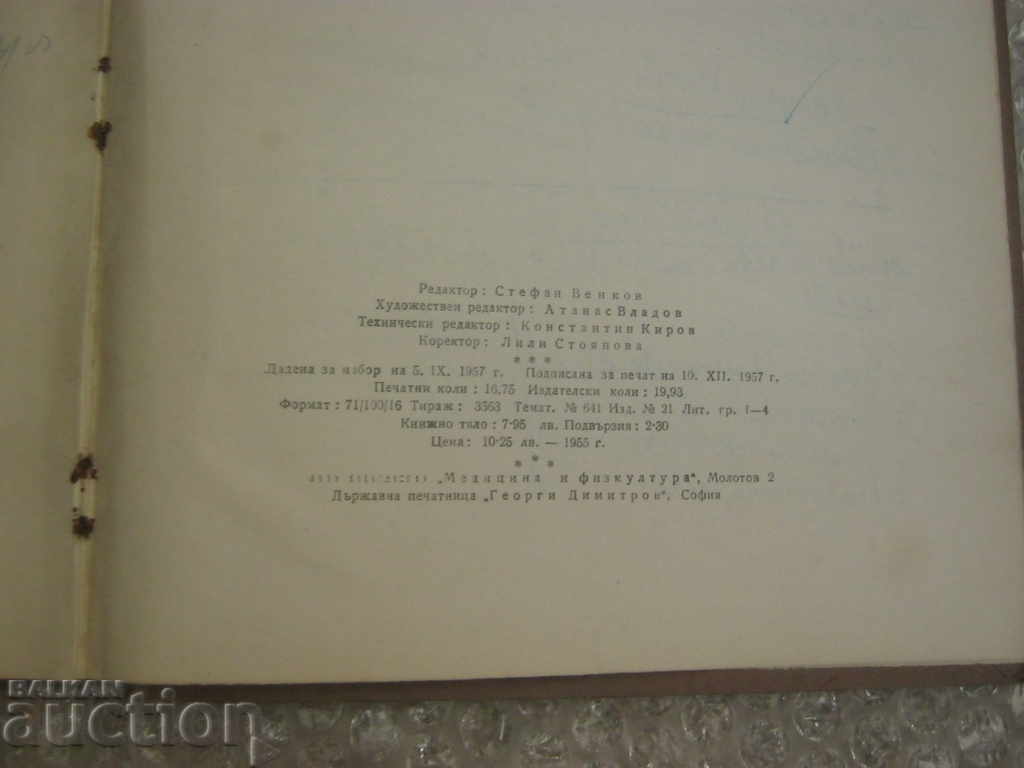 Редактор: Стефан Венков
Художествен редактор: Атанас Владов
Технически редактор: Константин Киров
Коректор: Лили Стоянова
* * *
Дадена за набор на 5. IX. 1957 г. Подписана за печат на 10. XII. 1957 г.
Печатни коли: 16,75 Издателски коли: 19,93
Формат: 71/100/16 Тираж: 3563 Темат. № 641 Изд. № 21 Лит. гр. 1—4
Книжно тяло: 7·95 лв. Подвързия: 2·30
Цена: 10·25 лв. — 1955 г.
* * *
„Медицина и физкултура“, Молотов 2
Държавна печатница „Георги Димитров“, София
BALKAN
auction